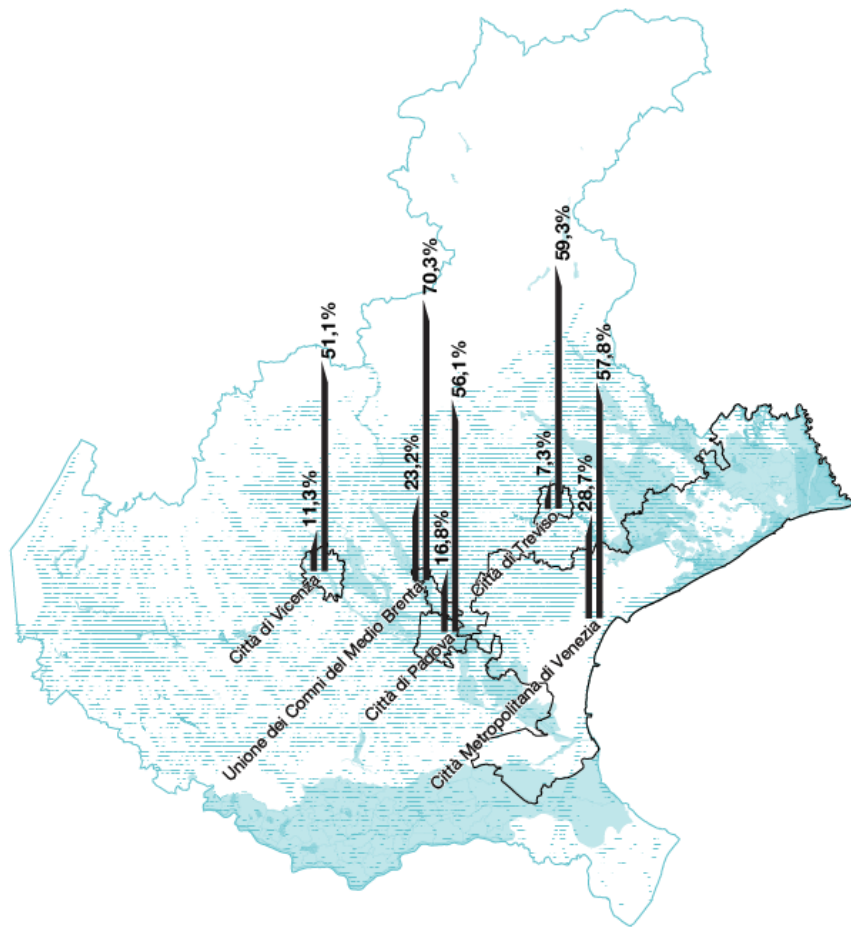 59,3%
70,3%
51,1%
57,8%
56,1%
7,3%
23,2%
28,7%
11,3%
16,8%
Città di Treviso
Città di Vicenza
Unione dei Comni del Medio Brenta
Città di Padova
Città Metropolitana di Venezia